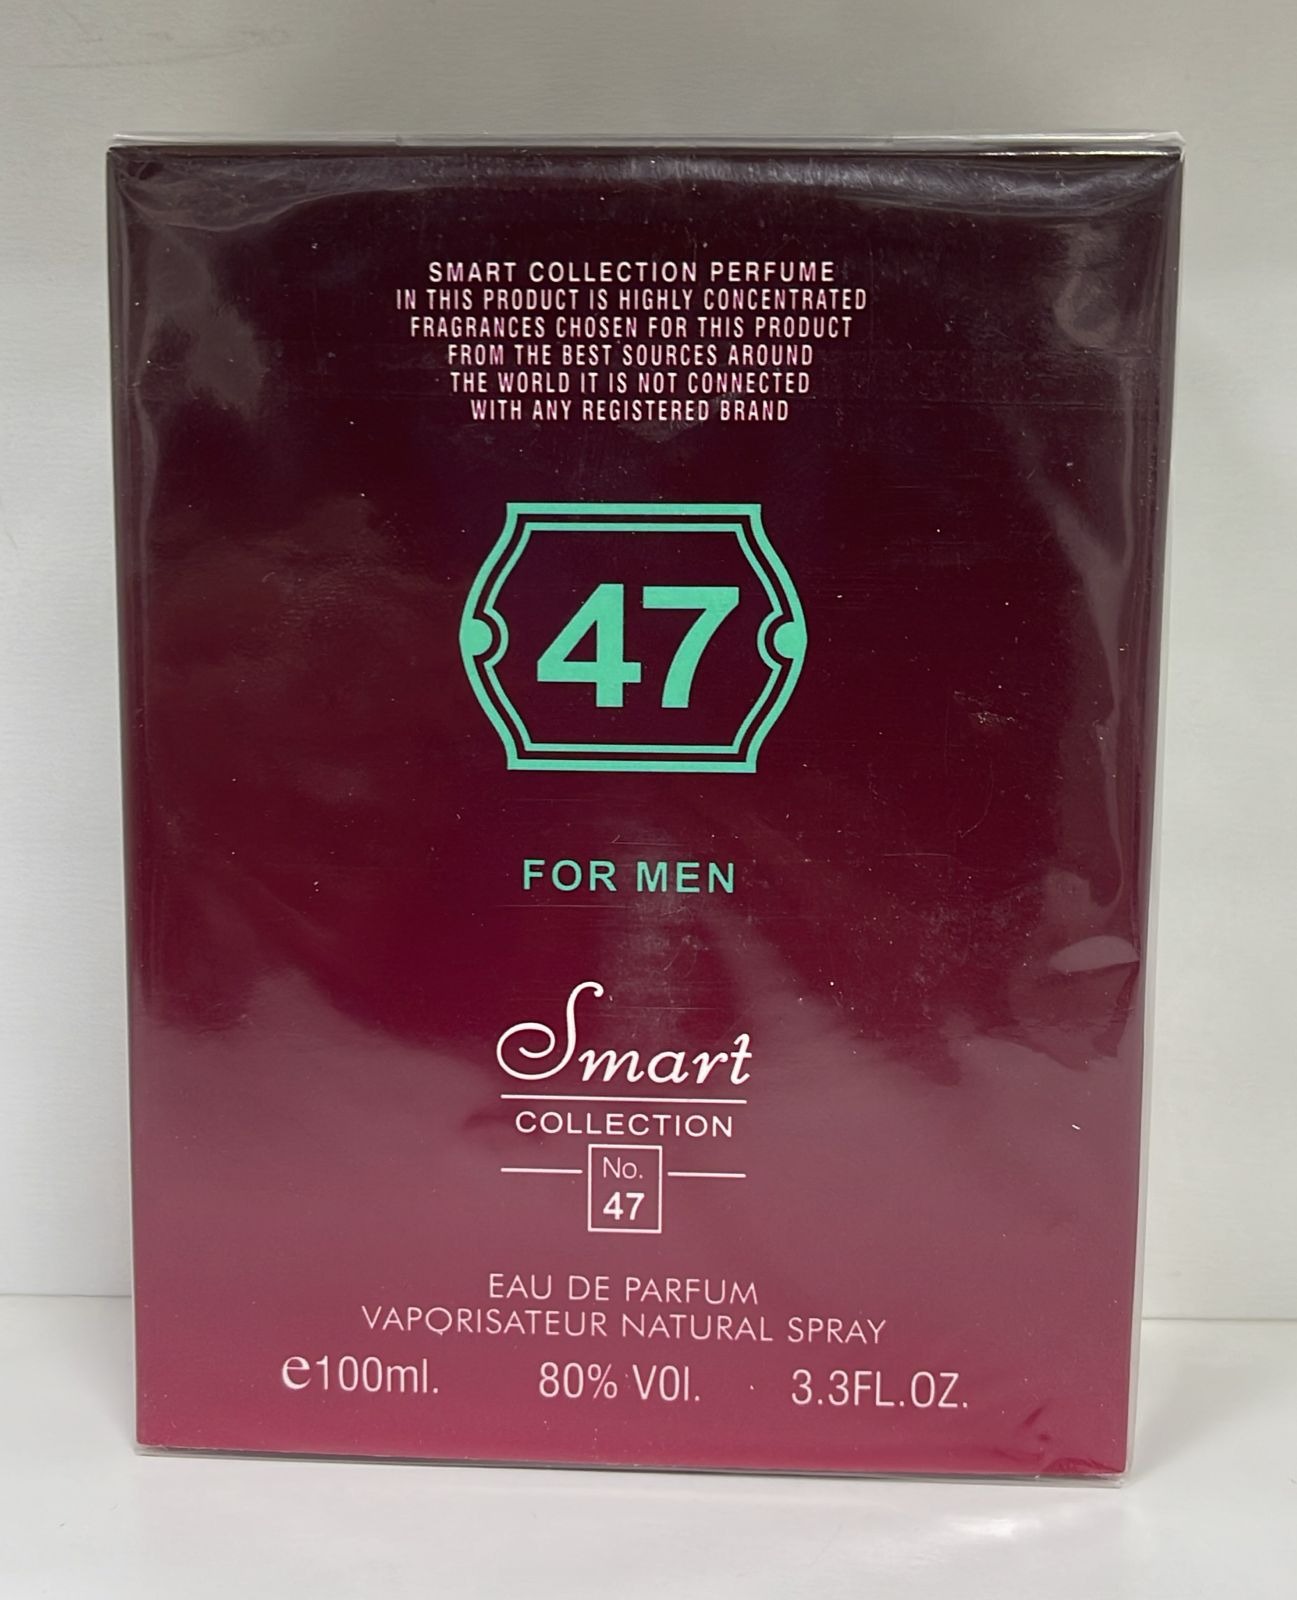 SMART COLLECTION PERFUME
IN THIS PRODUCT IS HIGHLY CONCENTRATED
FRAGRANCES CHOSEN FOR THIS PRODUCT
FROM THE BEST SOURCES AROUND
THE WORLD IT IS NOT CONNECTED
WITH ANY REGISTERED BRAND
47
FOR MEN
Smart
COLLECTION
No.
47
EAU DE PARFUM
VAPORISATEUR NATURAL SPRAY
e100ml. 80% VOl. 3.3FL.OZ.